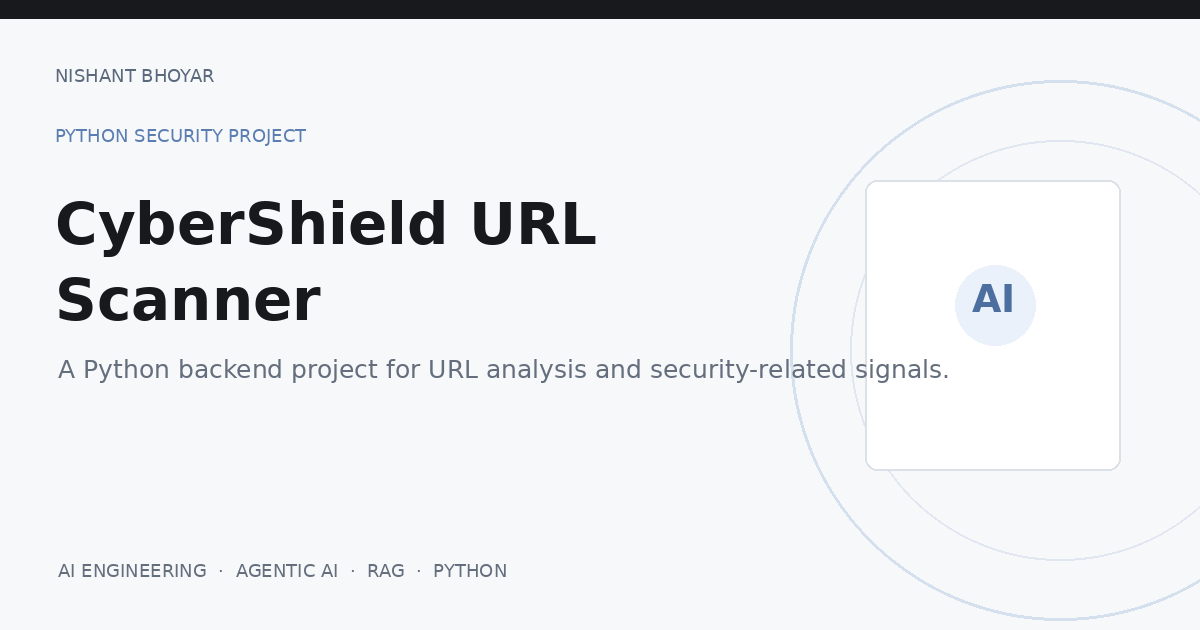 NISHANT BHOYAR
PYTHON SECURITY PROJECT
CyberShield URL
Scanner
A Python backend project for URL analysis and security-related signals.
AI
AI ENGINEERING · AGENTIC AI · RAG · PYTHON